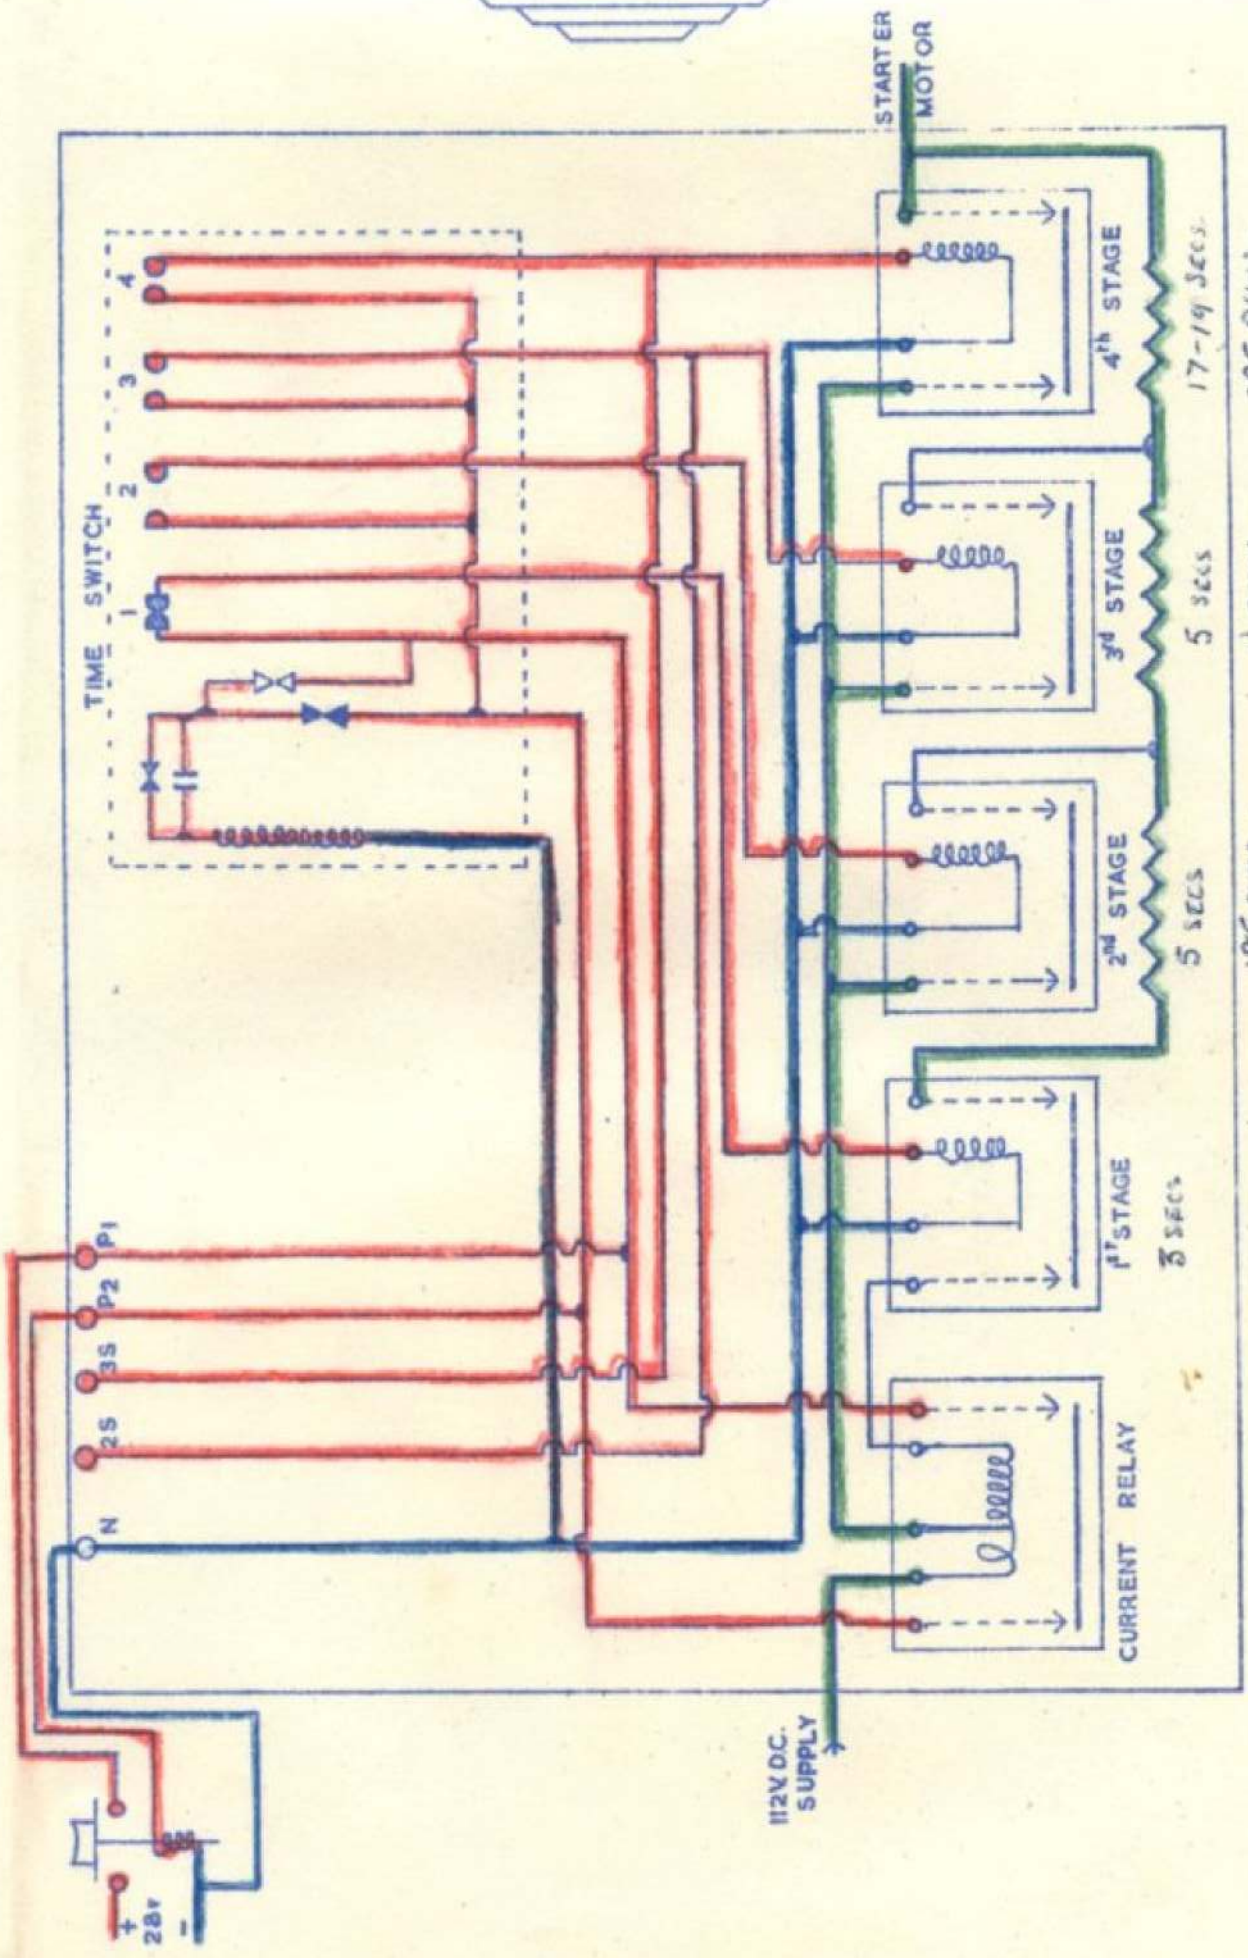 STARTER
MOTOR
TIME SWITCH
1 2 3 4
+
28v
-
N
2S
3S
P2
P1
112V. D.C.
SUPPLY
CURRENT RELAY
1ST STAGE
2nd STAGE
3rd STAGE
4th STAGE
3 SECS
5 SECS
5 SECS
17-19 SECS.